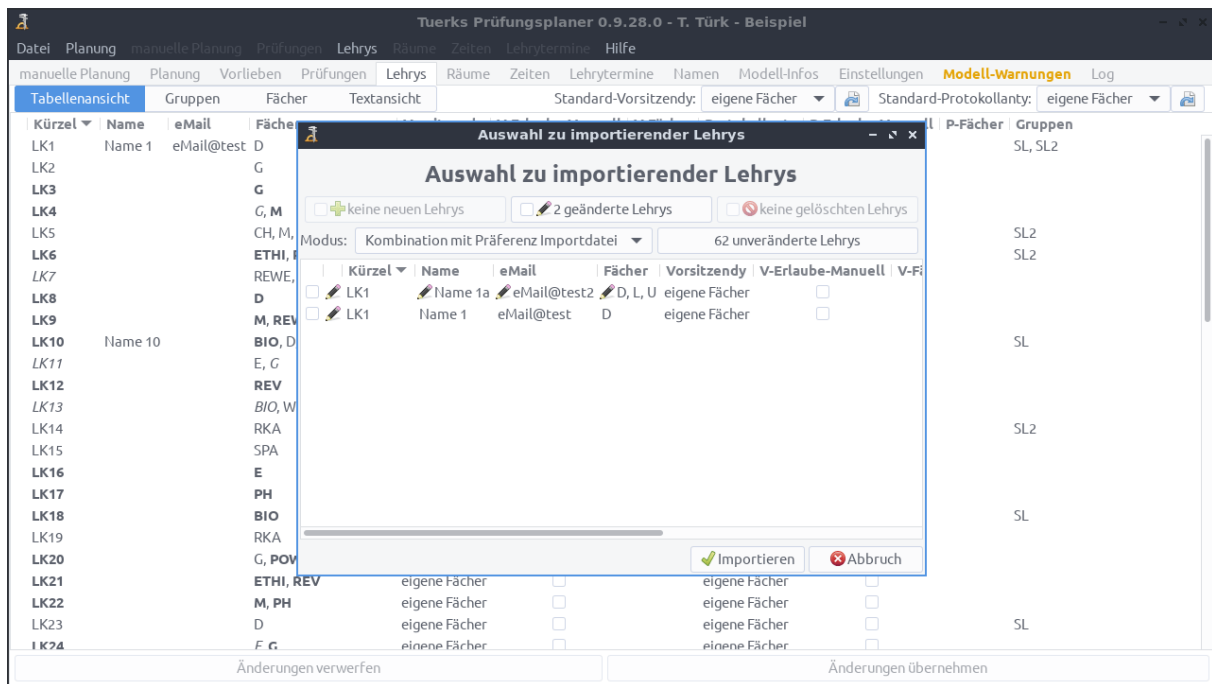 Tuerks Prüfungsplaner 0.9.28.0 - T. Türk - Beispiel
Datei Planung manuelle Planung Prüfungen Lehrys Räume Zeiten Lehrytermine Hilfe
manuelle Planung Planung Vorlieben Prüfungen Lehrys Räume Zeiten Lehrytermine Namen Modell-Infos Einstellungen Modell-Warnungen Log
Tabellenansicht Gruppen Fächer Textansicht Standard-Vorsitzendy: eigene Fächer Standard-Protokollanty: eigene Fächer
Kürzel Name eMail P-Fächer Gruppen
LK1 Name 1 eMail@test D SL, SL2
LK2 G
LK3 G
LK4 G, M
LK5 CH, M, SL2
LK6 SL2
LK7 REWE,
LK8 D
LK9
LK10 Name 10 SL
LK11 E, G
LK12 REV
LK13
LK14 RKA SL2
LK15 SPA
LK16 E
LK17 PH
LK18 BIO SL
LK19 RKA
LK20
LK21 ETHI, REV eigene Fächer eigene Fächer
LK22 M, PH eigene Fächer eigene Fächer
LK23 D eigene Fächer eigene Fächer SL
LK24 eigene Fächer eigene Fächer
Änderungen verwerfen Änderungen übernehmen
Auswahl zu importierender Lehrys
Auswahl zu importierender Lehrys
keine neuen Lehrys 2 geänderte Lehrys keine gelöschten Lehrys
Modus: Kombination mit Präferenz Importdatei 62 unveränderte Lehrys
Kürzel Name eMail Fächer Vorsitzendy V-Erlaube-Manuell
LK1 Name 1a eMail@test2 D, L, U eigene Fächer
LK1 Name 1 eMail@test D eigene Fächer
Importieren Abbruch